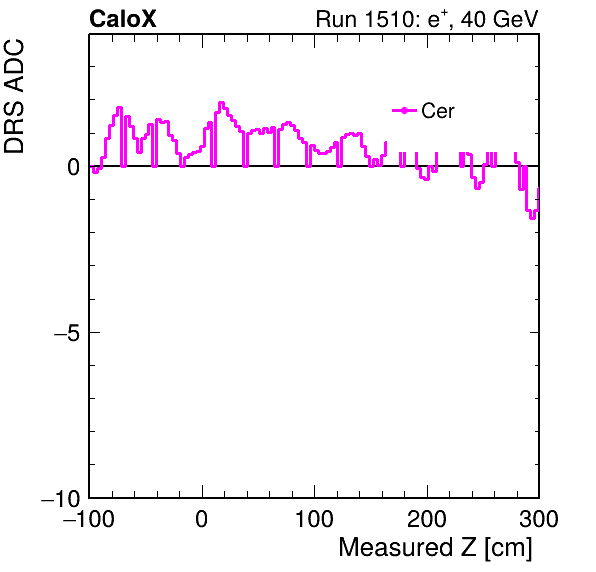 CaloX Run 1510: e⁺, 40 GeV
DRS ADC
Cer
0
−5
−10
−100 0 100 200 300
Measured Z [cm]